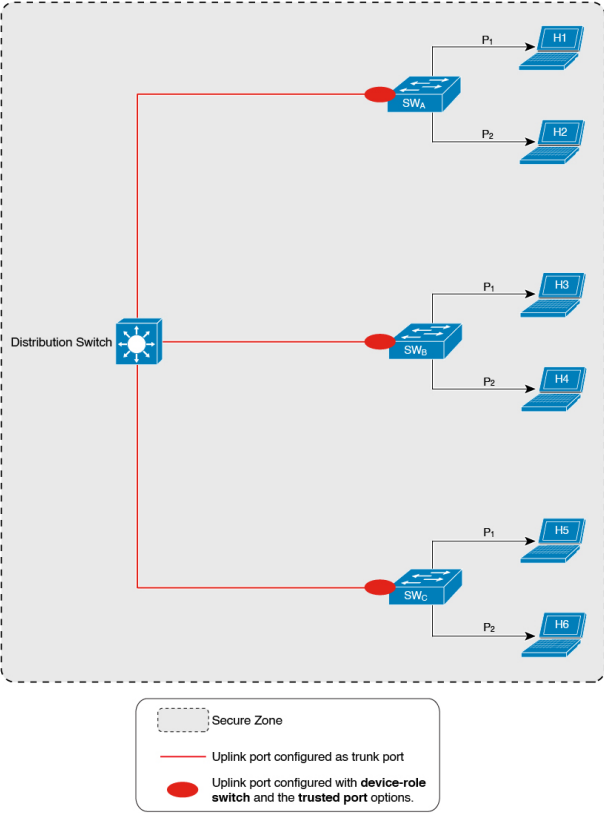 P1
H1
SWA
P2
H2
P1
H3
Distribution Switch
SWB
P2
H4
P1
H5
SWC
P2
H6
Secure Zone
Uplink port configured as trunk port
Uplink port configured with device-role
switch and the trusted port options.